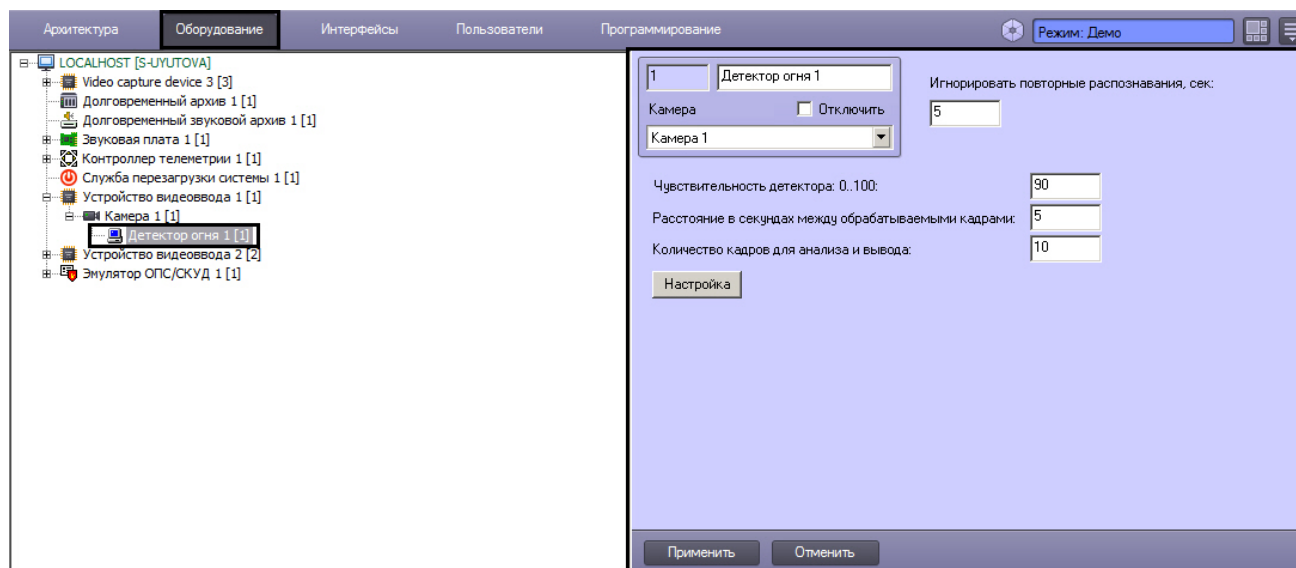 Архитектура Оборудование Интерфейсы Пользователи Программирование Режим: Демо
LOCALHOST [S-UYUTOVA]
Video capture device 3 [3]
Долговременный архив 1 [1]
Долговременный звуковой архив 1 [1]
Звуковая плата 1 [1]
Контроллер телеметрии 1 [1]
Служба перезагрузки системы 1 [1]
Устройство видеоввода 1 [1]
Камера 1 [1]
Детектор огня 1 [1]
Устройство видеоввода 2 [2]
Эмулятор ОПС/СКУД 1 [1]
1 Детектор огня 1
Камера Отключить
Камера 1
Игнорировать повторные распознавания, сек:
5
Чувствительность детектора: 0..100: 90
Расстояние в секундах между обрабатываемыми кадрами: 5
Количество кадров для анализа и вывода: 10
Настройка
Применить Отменить